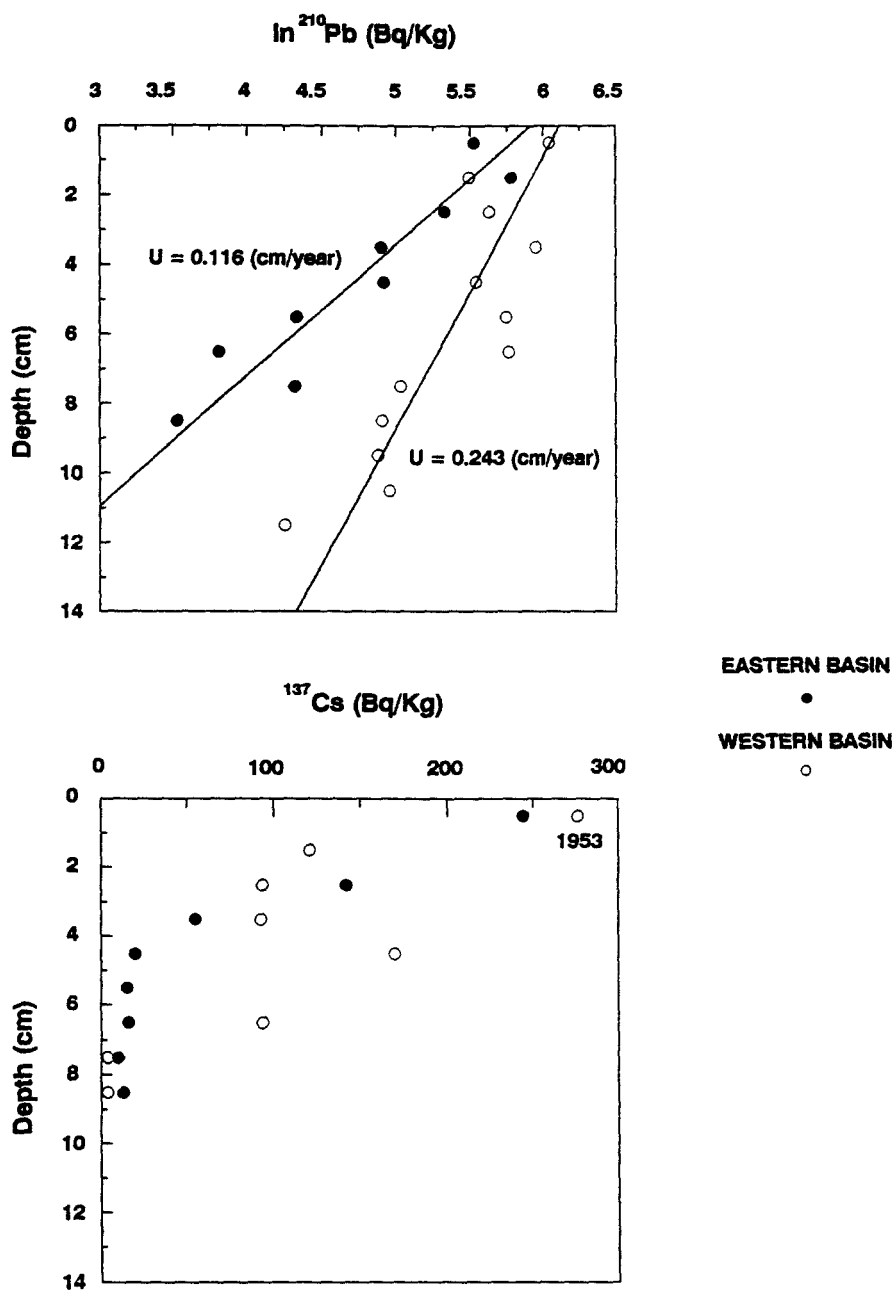 ln ²¹⁰Pb (Bq/Kg)
3 3.5 4 4.5 5 5.5 6 6.5
0
2
4
6
8
10
12
14
Depth (cm)
U = 0.116 (cm/year)
U = 0.243 (cm/year)
EASTERN BASIN
WESTERN BASIN
¹³⁷Cs (Bq/Kg)
0 100 200 300
0
2
4
6
8
10
12
14
Depth (cm)
1953